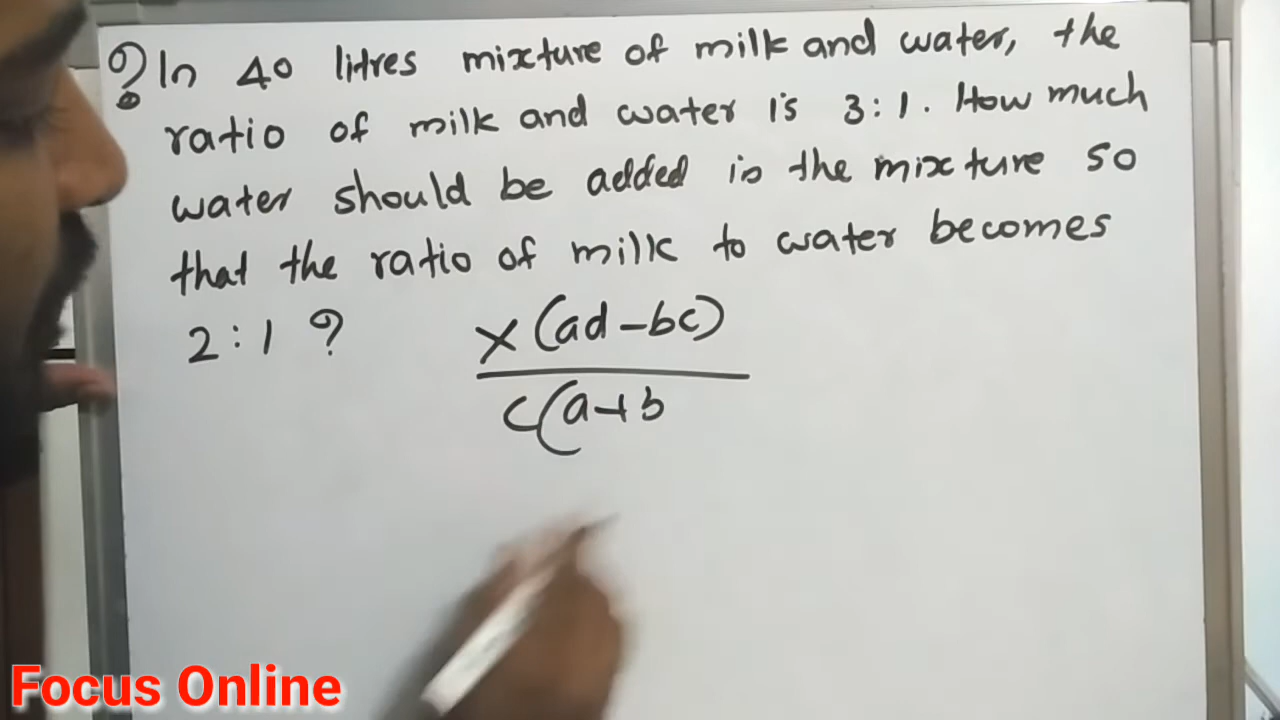 ? In 40 litres mixture of milk and water, the
ratio of milk and water is 3:1. How much
water should be added in the mixture so
that the ratio of milk to water becomes
2:1 ?
x(ad-bc)
c(a+b
Focus Online